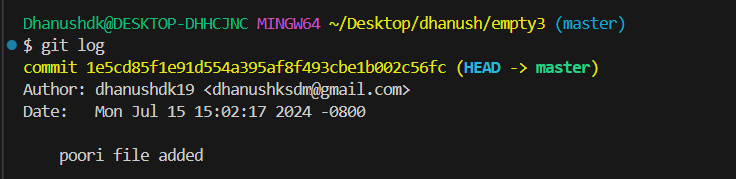 Dhanushdk@DESKTOP-DHHCJNC MINGW64 ~/Desktop/dhanush/empty3 (master)
$ git log
commit 1e5cd85f1e91d554a395af8f493cbe1b002c56fc (HEAD -> master)
Author: dhanushdk19 <dhanushksdm@gmail.com>
Date:   Mon Jul 15 15:02:17 2024 -0800
    poori file added